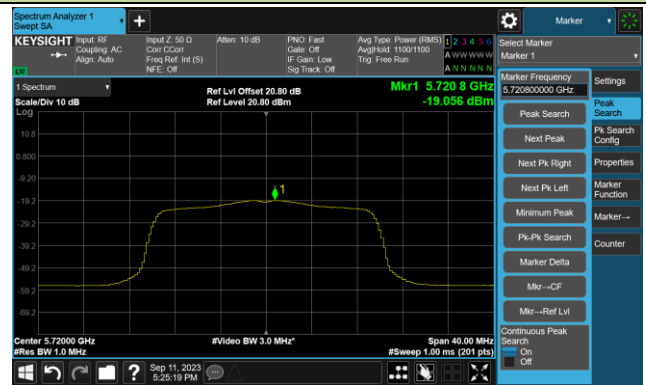 Spectrum Analyzer 1
Swept SA
Marker
KEYSIGHT
Input: RF
Coupling: AC
Align: Auto
Input Z: 50 Ω
Corr CCorr
Freq Ref: Int (S)
NFE: Off
Atten: 10 dB
PNO: Fast
Gate: Off
IF Gain: Low
Sig Track: Off
Avg Type: Power (RMS)
Avg|Hold: 1100/1100
Trig: Free Run
1 2 3 4 5 6
A W W W W W
A N N N N N
LW
Select Marker
Marker 1
1 Spectrum
Scale/Div 10 dB
Log
Ref Lvl Offset 20.80 dB
Ref Level 20.80 dBm
Mkr1 5.720 8 GHz
-19.056 dBm
10.8
0.800
-9.20
-19.2
-29.2
-39.2
-49.2
-59.2
-69.2
1
Center 5.72000 GHz
#Res BW 1.0 MHz
#Video BW 3.0 MHz*
Span 40.00 MHz
#Sweep 1.00 ms (201 pts)
Marker Frequency
5.720800000 GHz
Peak Search
Next Peak
Next Pk Right
Next Pk Left
Minimum Peak
Pk-Pk Search
Marker Delta
Mkr→CF
Mkr→Ref Lvl
Continuous Peak
Search
On
Off
Settings
Peak
Search
Pk Search
Config
Properties
Marker
Function
Marker→
Counter
Sep 11, 2023
5:25:19 PM